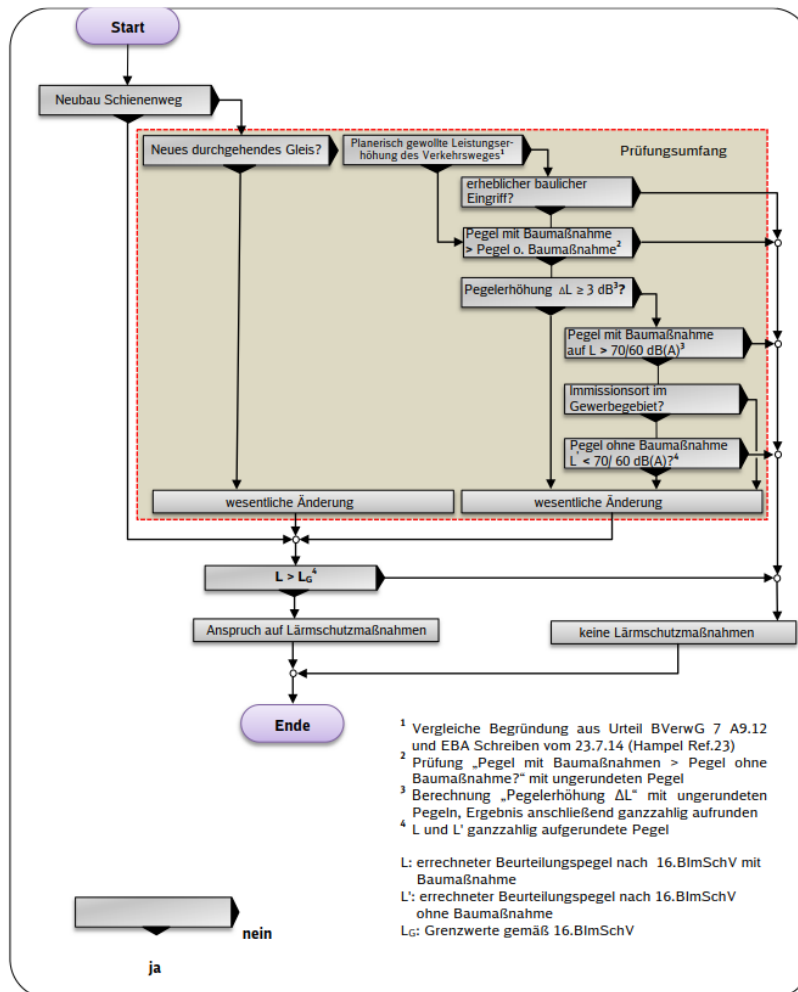 Start
Neubau Schienenweg
Neues durchgehendes Gleis?
Planerisch gewollte Leistungser-
höhung des Verkehrsweges¹
Prüfungsumfang
erheblicher baulicher
Eingriff?
Pegel mit Baumaßnahme
> Pegel o. Baumaßnahme²
Pegelerhöhung ΔL ≥ 3 dB³?
Pegel mit Baumaßnahme
auf L > 70/60 dB(A)³
Immissionsort im
Gewerbegebiet?
Pegel ohne Baumaßnahme
L' < 70/ 60 dB(A)?⁴
wesentliche Änderung
wesentliche Änderung
L > LG⁴
Anspruch auf Lärmschutzmaßnahmen
keine Lärmschutzmaßnahmen
Ende
¹ Vergleiche Begründung aus Urteil BVerwG 7 A9.12
und EBA Schreiben vom 23.7.14 (Hampel Ref.23)
² Prüfung „Pegel mit Baumaßnahmen > Pegel ohne
Baumaßnahme?“ mit ungerundeten Pegel
³ Berechnung „Pegelerhöhung ΔL“ mit ungerundeten
Pegeln, Ergebnis anschließend ganzzahlig aufrunden
⁴ L und L' ganzzahlig aufgerundete Pegel
L: errechneter Beurteilungspegel nach 16.BImSchV mit
Baumaßnahme
L': errechneter Beurteilungspegel nach 16.BImSchV
ohne Baumaßnahme
LG: Grenzwerte gemäß 16.BImSchV
nein
ja